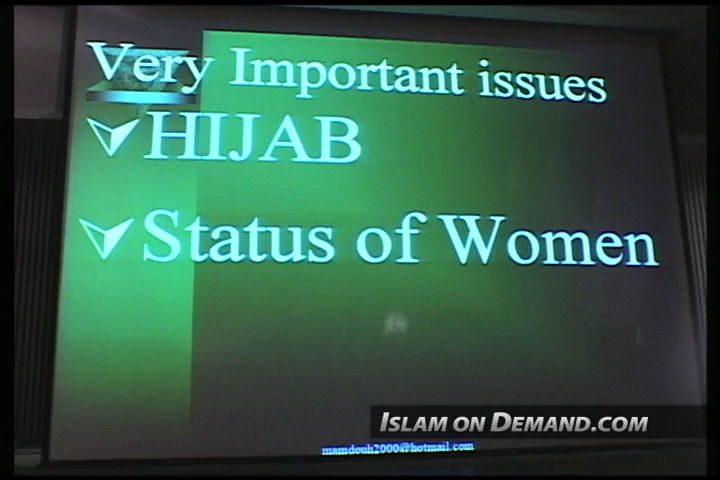 Very Important issues
HIJAB
Status of Women
ISLAM ON DEMAND.COM
mamdouh2000@hotmail.com